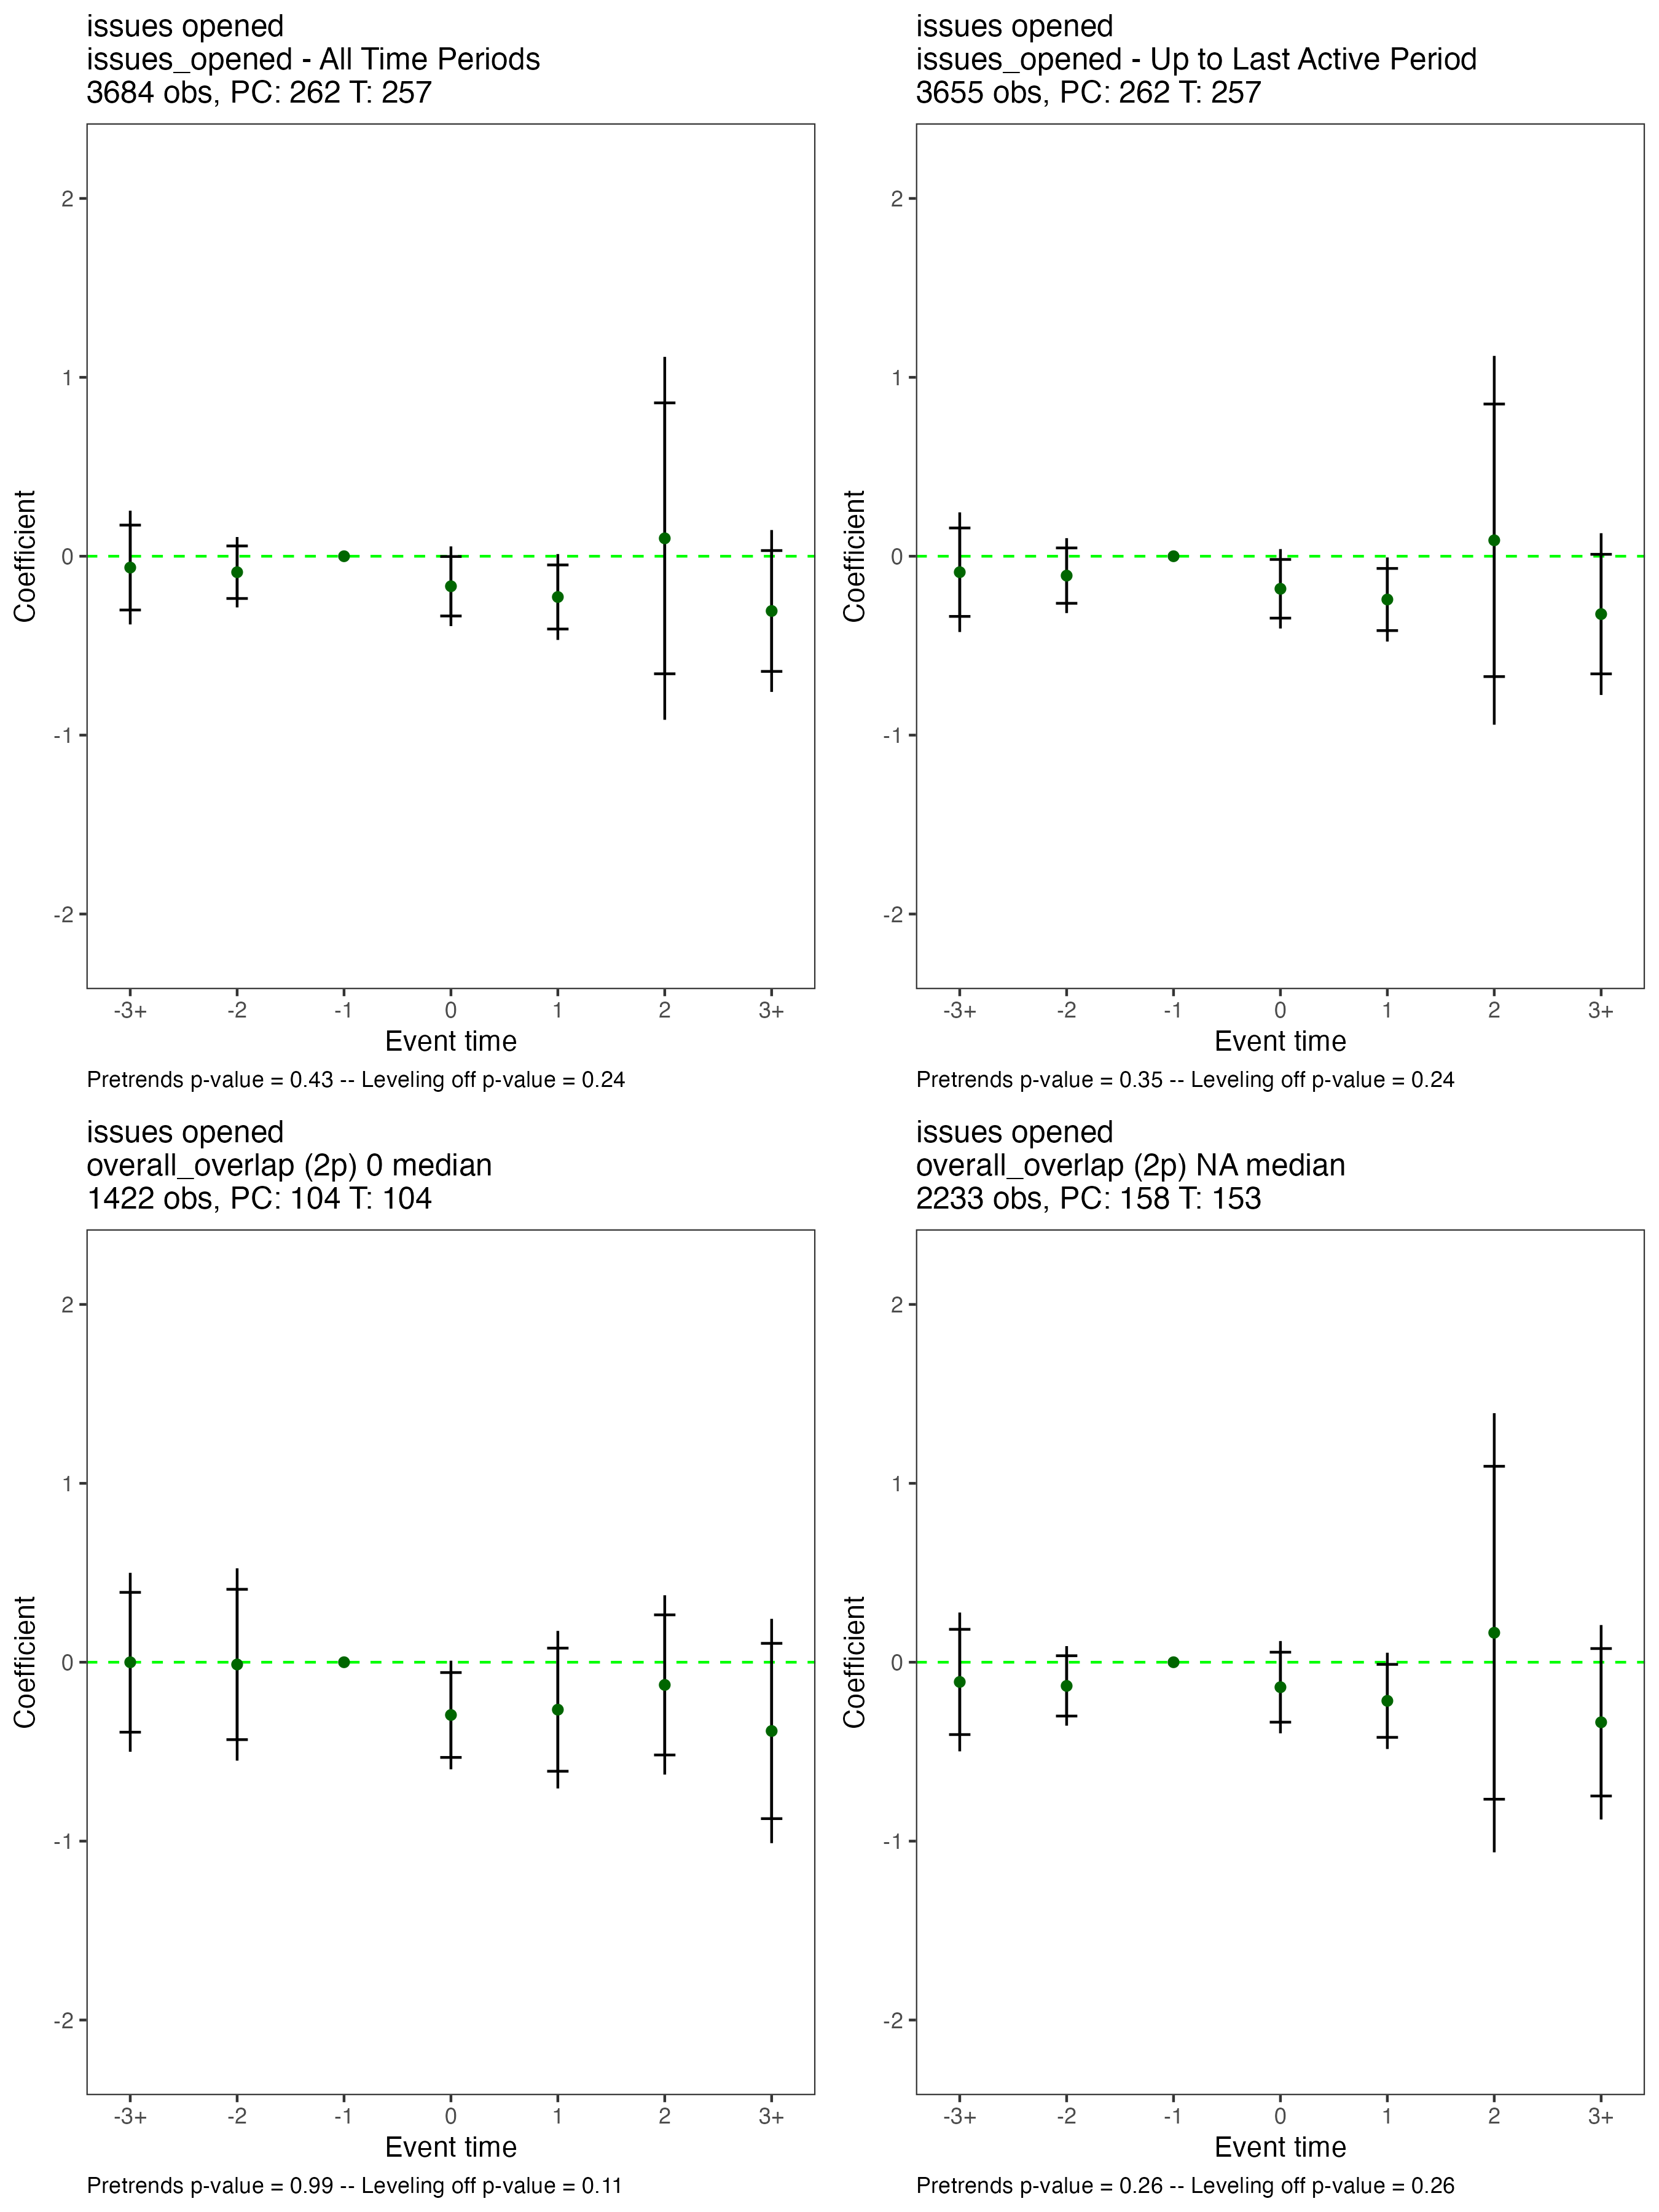 issues opened
issues_opened - All Time Periods
3684 obs, PC: 262 T: 257
2
1
0
-1
-2
Coefficient
-3+ -2 -1 0 1 2 3+
Event time
Pretrends p-value = 0.43 -- Leveling off p-value = 0.24
issues opened
issues_opened - Up to Last Active Period
3655 obs, PC: 262 T: 257
2
1
0
-1
-2
Coefficient
-3+ -2 -1 0 1 2 3+
Event time
Pretrends p-value = 0.35 -- Leveling off p-value = 0.24
issues opened
overall_overlap (2p) 0 median
1422 obs, PC: 104 T: 104
2
1
0
-1
-2
Coefficient
-3+ -2 -1 0 1 2 3+
Event time
Pretrends p-value = 0.99 -- Leveling off p-value = 0.11
issues opened
overall_overlap (2p) NA median
2233 obs, PC: 158 T: 153
2
1
0
-1
-2
Coefficient
-3+ -2 -1 0 1 2 3+
Event time
Pretrends p-value = 0.26 -- Leveling off p-value = 0.26